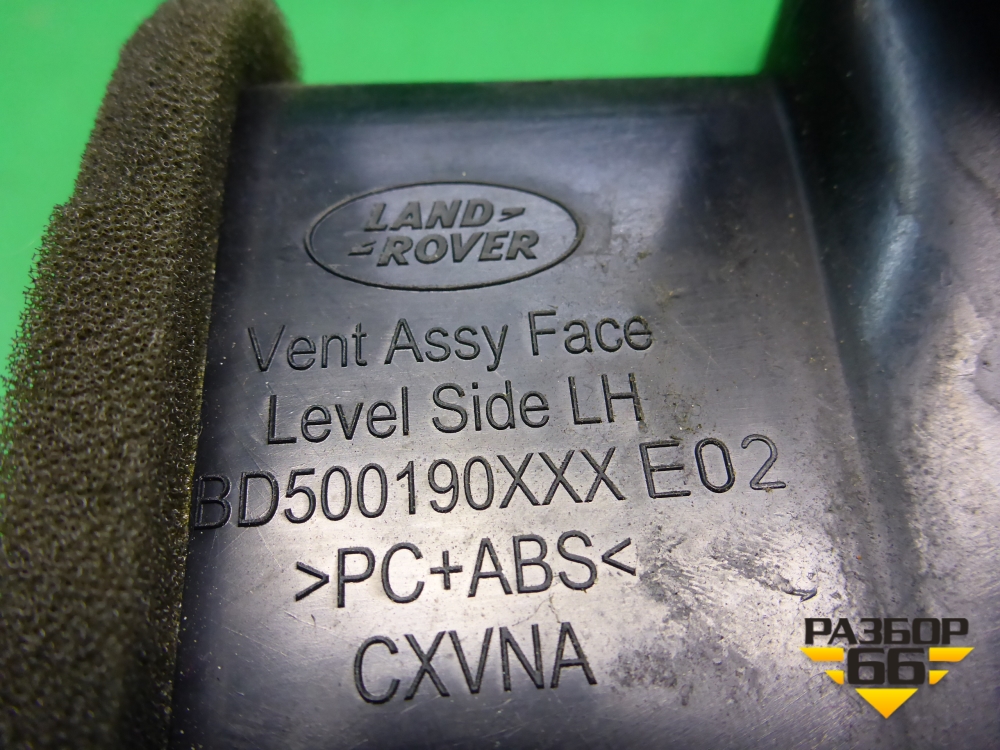 LAND
ROVER
Vent Assy Face
Level Side LH
BD500190XXX E02
>PC+ABS<
CXVNA
РАЗБОР
66